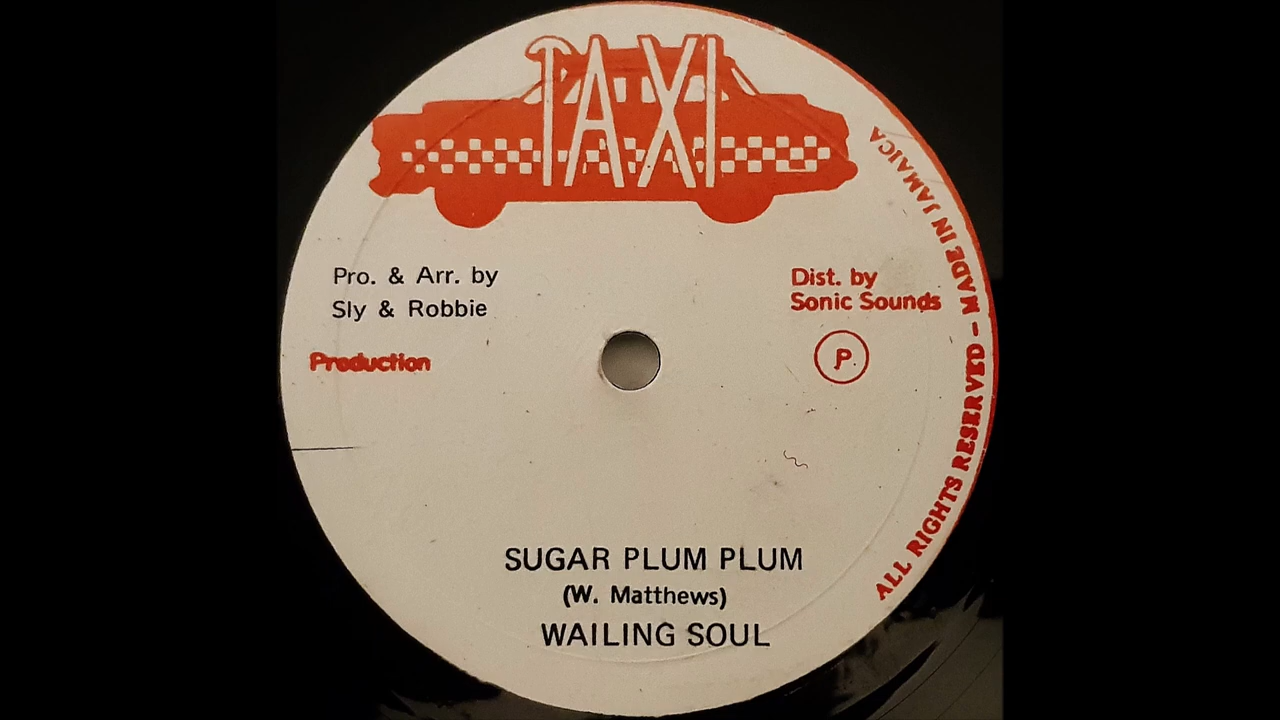 TAXI
Pro. & Arr. by
Sly & Robbie
Production
Dist. by
Sonic Sounds
P.
ALL RIGHTS RESERVED - MADE IN JAMAICA
SUGAR PLUM PLUM
(W. Matthews)
WAILING SOUL